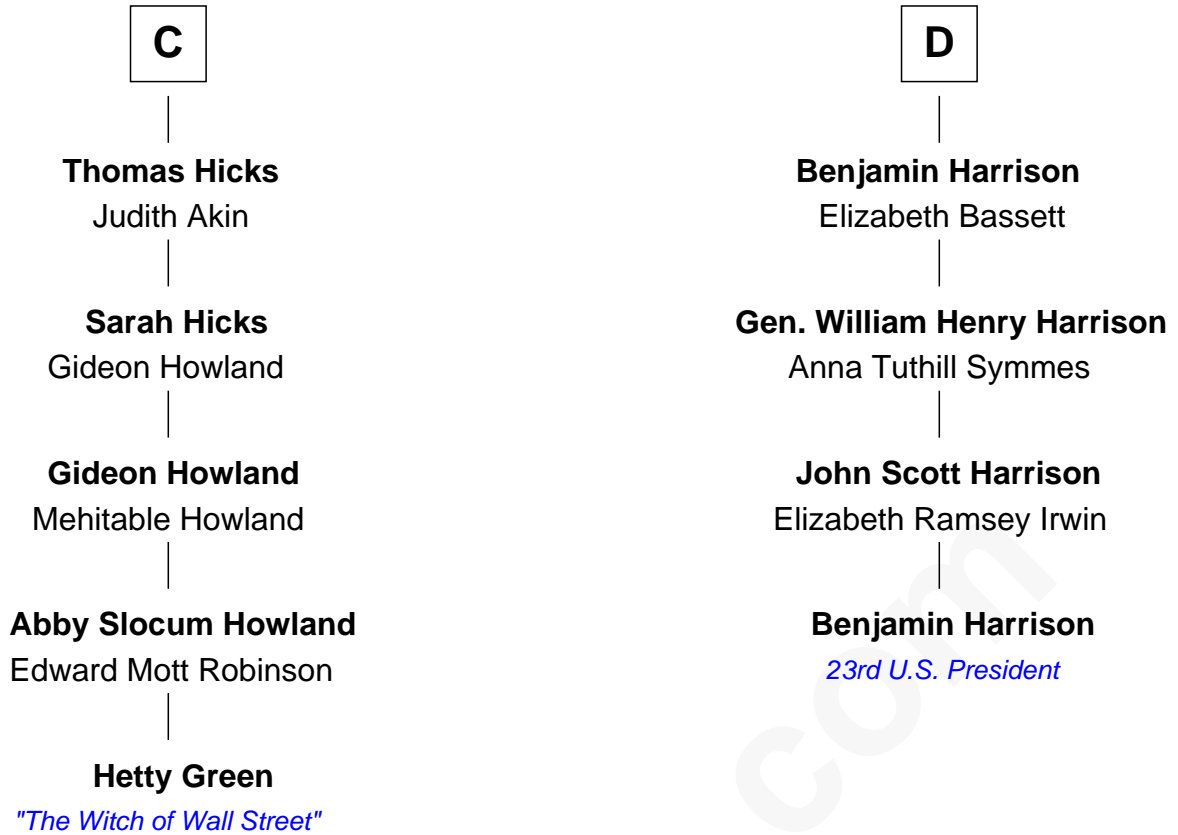 C
Thomas Hicks
Judith Akin
Sarah Hicks
Gideon Howland
Gideon Howland
Mehitable Howland
Abby Slocum Howland
Edward Mott Robinson
Hetty Green
"The Witch of Wall Street"
D
Benjamin Harrison
Elizabeth Bassett
Gen. William Henry Harrison
Anna Tuthill Symmes
John Scott Harrison
Elizabeth Ramsey Irwin
Benjamin Harrison
23rd U.S. President
com